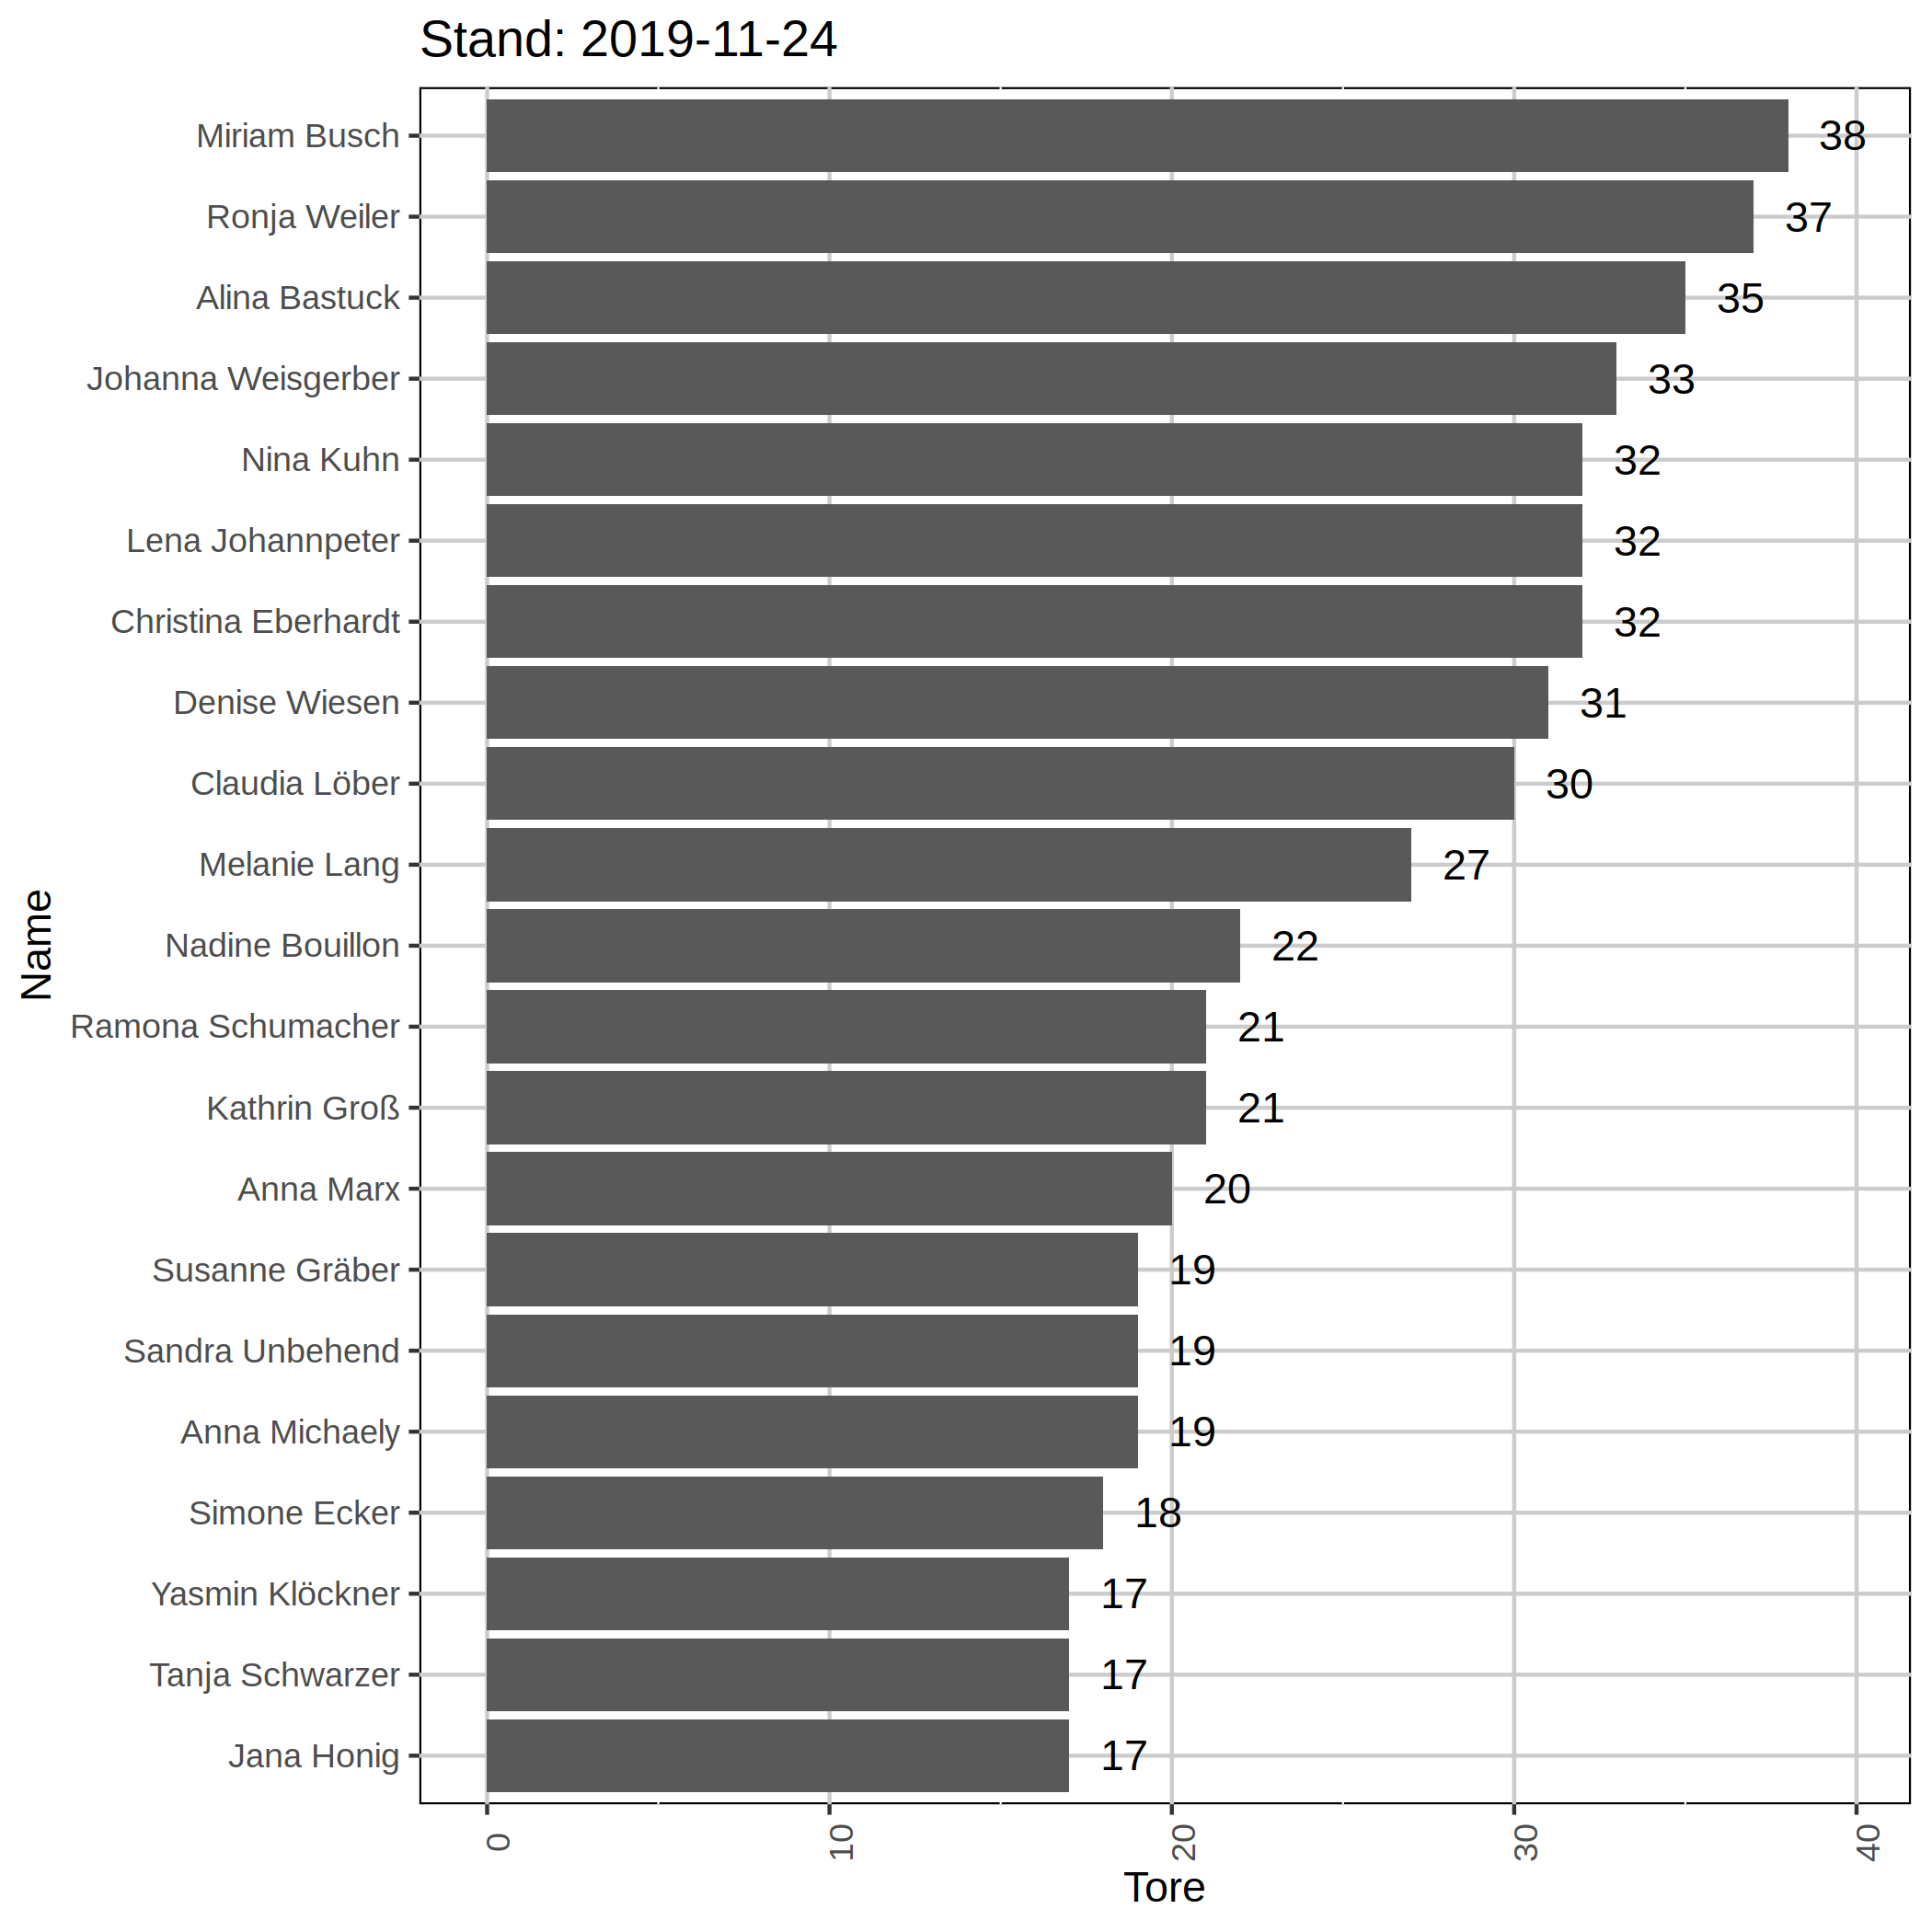 Stand: 2019-11-24
Name
Miriam Busch 38
Ronja Weiler 37
Alina Bastuck 35
Johanna Weisgerber 33
Nina Kuhn 32
Lena Johannpeter 32
Christina Eberhardt 32
Denise Wiesen 31
Claudia Löber 30
Melanie Lang 27
Nadine Bouillon 22
Ramona Schumacher 21
Kathrin Groß 21
Anna Marx 20
Susanne Gräber 19
Sandra Unbehend 19
Anna Michaely 19
Simone Ecker 18
Yasmin Klöckner 17
Tanja Schwarzer 17
Jana Honig 17
0 10 20 30 40
Tore